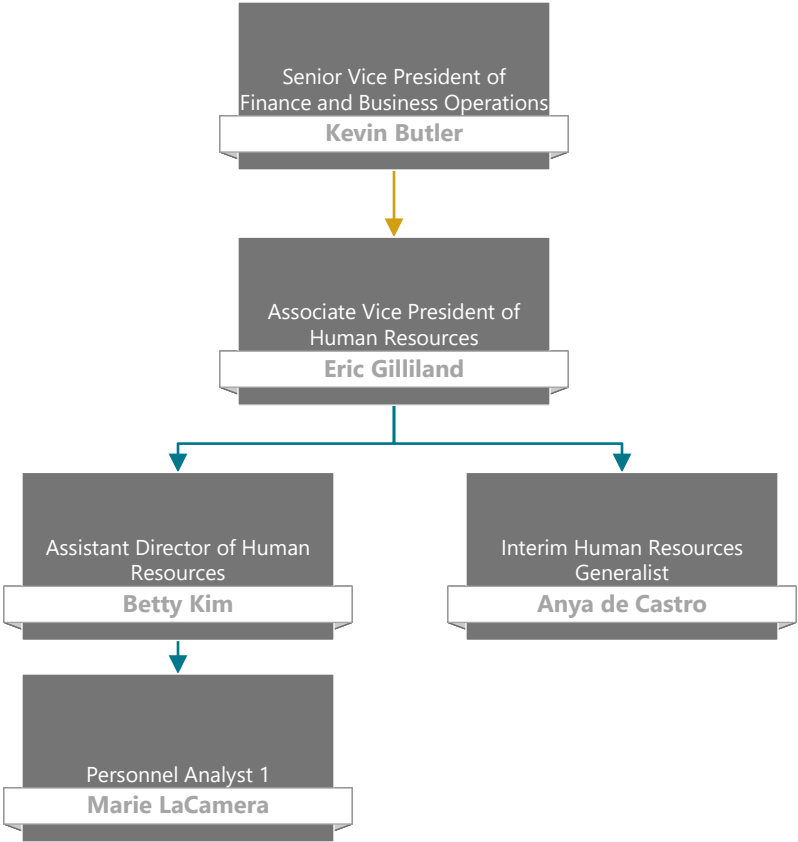 Senior Vice President of
Finance and Business Operations
Kevin Butler
Associate Vice President of
Human Resources
Eric Gilliland
Assistant Director of Human
Resources
Betty Kim
Interim Human Resources
Generalist
Anya de Castro
Personnel Analyst 1
Marie LaCamera